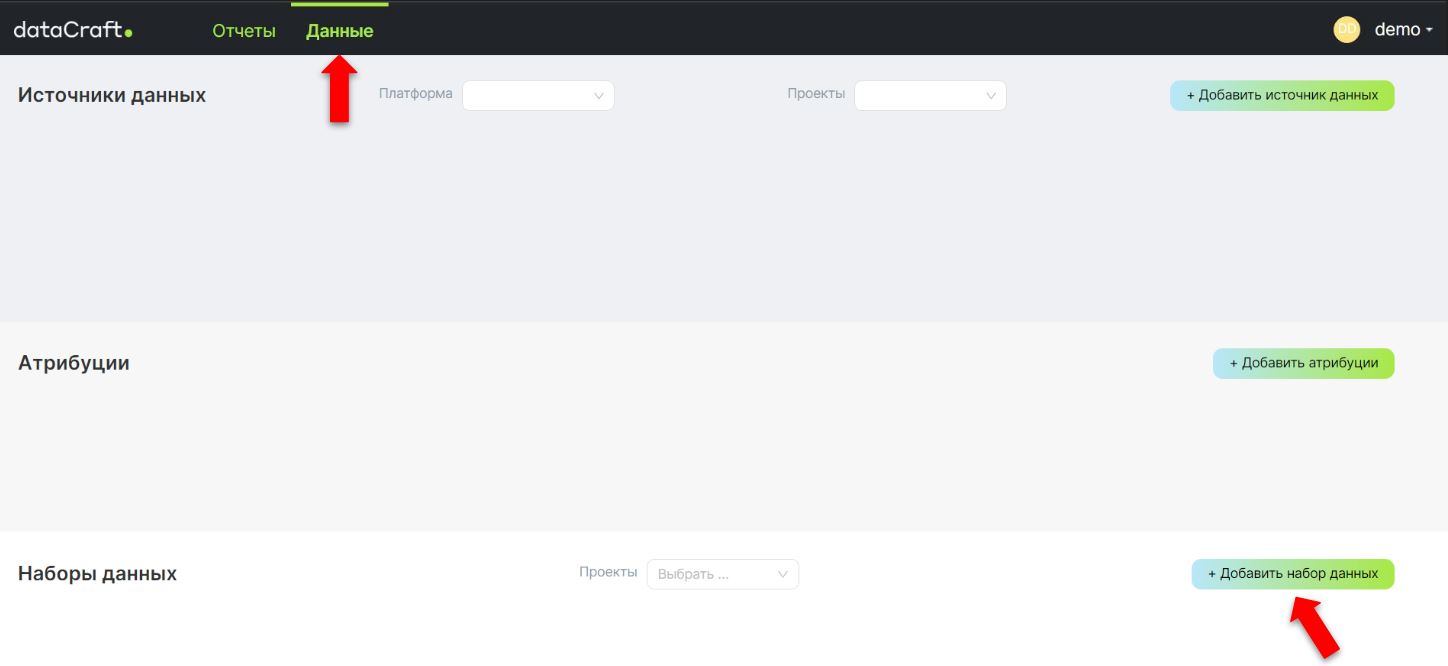 dataCraft
Отчеты
Данные
DD
demo
Источники данных
Платформа
Проекты
+ Добавить источник данных
Атрибуции
+ Добавить атрибуции
Наборы данных
Проекты
Выбрать ...
+ Добавить набор данных